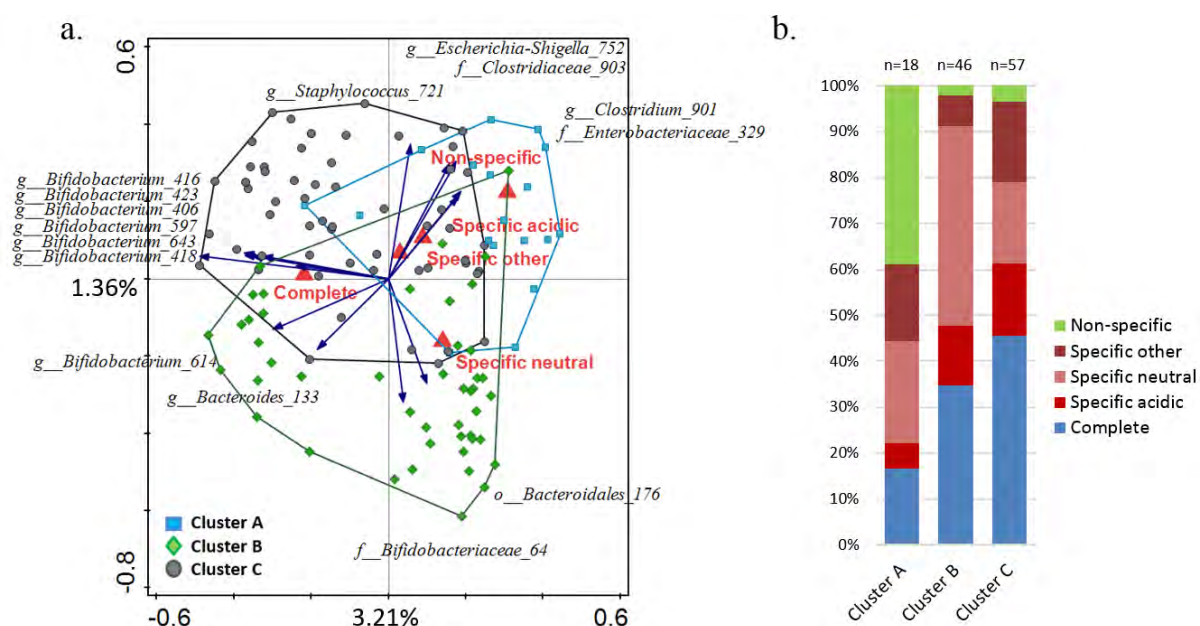 a.
0.6
g__Escherichia-Shigella_752
f__Clostridiaceae_903
g__Staphylococcus_721
g__Clostridium_901
f__Enterobacteriaceae_329
Non-specific
g__Bifidobacterium_416
g__Bifidobacterium_423
g__Bifidobacterium_406
g__Bifidobacterium_597
g__Bifidobacterium_643
g__Bifidobacterium_418
Specific acidic
Specific other
1.36%
Complete
Specific neutral
g__Bifidobacterium_614
g__Bacteroides_133
o__Bacteroidales_176
f__Bifidobacteriaceae_64
Cluster A
Cluster B
Cluster C
-0.8
-0.6
3.21%
0.6
b.
n=18 n=46 n=57
100%
90%
80%
70%
60%
50%
40%
30%
20%
10%
0%
Cluster A
Cluster B
Cluster C
Non-specific
Specific other
Specific neutral
Specific acidic
Complete